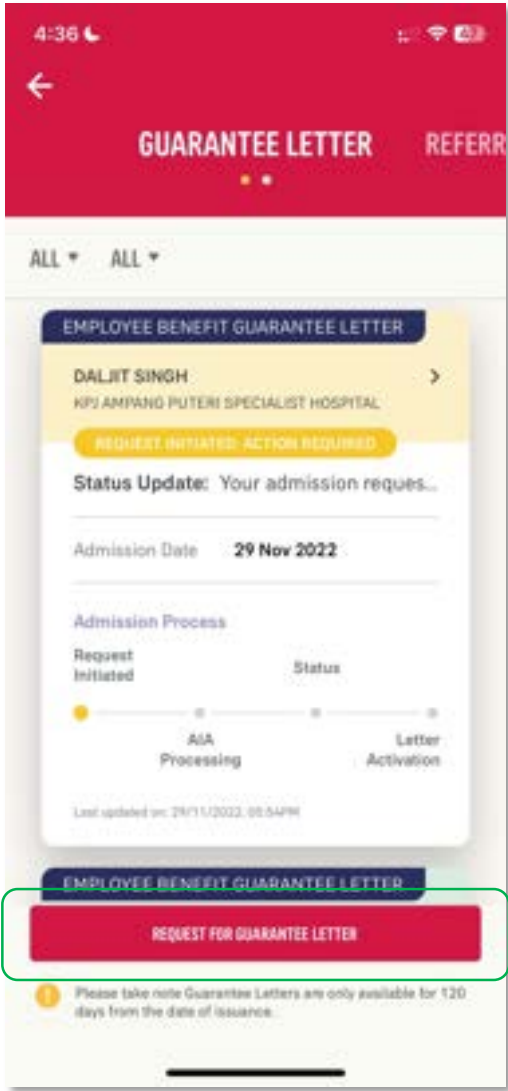 4:36
GUARANTEE LETTER REFERR
ALL ALL
EMPLOYEE BENEFIT GUARANTEE LETTER
DALJIT SINGH
KPJ AMPANG PUTERI SPECIALIST HOSPITAL
REQUEST INITIATED: ACTION REQUIRED
Status Update: Your admission reques...
Admission Date 29 Nov 2022
Admission Process
Request
Initiated
Status
AIA
Processing
Letter
Activation
Last updated on: 29/11/2022, 05:54PM
EMPLOYEE BENEFIT GUARANTEE LETTER
REQUEST FOR GUARANTEE LETTER
Please take note Guarantee Letters are only available for 120
days from the date of issuance.